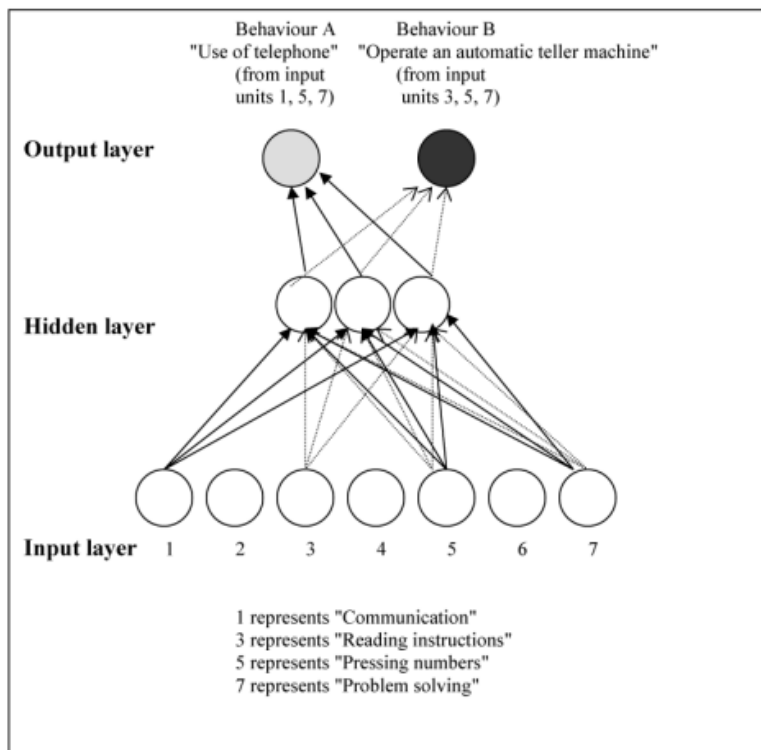 Behaviour A Behaviour B
"Use of telephone" "Operate an automatic teller machine"
(from input (from input
units 1, 5, 7) units 3, 5, 7)
Output layer
Hidden layer
Input layer 1 2 3 4 5 6 7
1 represents "Communication"
3 represents "Reading instructions"
5 represents "Pressing numbers"
7 represents "Problem solving"